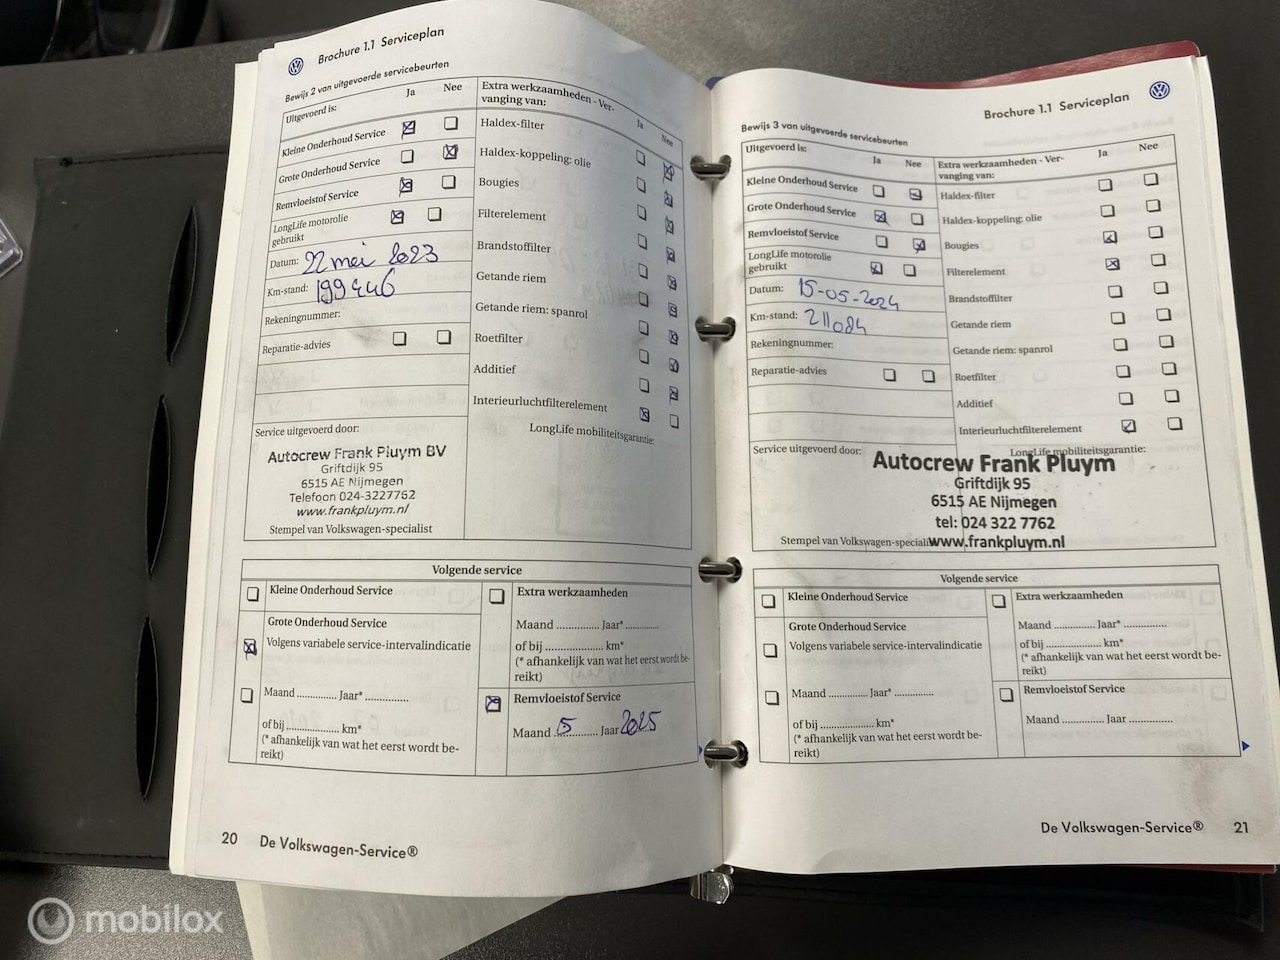 Brochure 1.1 Serviceplan
Bewijs 2 van uitgevoerde servicebeurten
Uitgevoerd is:
Ja
Nee
Kleine Onderhoud Service
Grote Onderhoud Service
Remvloeistof Service
LongLife motorolie
gebruikt
Datum: 22 mei 2023
Km-stand: 199446
Rekeningnummer:
Reparatie-advies
Extra werkzaamheden - Ver-
vanging van:
Ja
Nee
Haldex-filter
Haldex-koppeling: olie
Bougies
Filterelement
Brandstoffilter
Getande riem
Getande riem: spanrol
Roetfilter
Additief
Interieurluchtfilterelement
LongLife mobiliteitsgarantie:
Service uitgevoerd door:
Autocrew Frank Pluym BV
Griftdijk 95
6515 AE Nijmegen
Telefoon 024-3227762
www.frankpluym.nl
Stempel van Volkswagen-specialist
Volgende service
Kleine Onderhoud Service
Grote Onderhoud Service
Volgens variabele service-intervalindicatie
Maand ............ Jaar* .............
of bij ................ km*
(* afhankelijk van wat het eerst wordt be-
reikt)
Extra werkzaamheden
Maand ............. Jaar* ............
of bij ................. km*
(* afhankelijk van wat het eerst wordt be-
reikt)
Remvloeistof Service
Maand 5 Jaar 2025
20 De Volkswagen-Service®
Brochure 1.1 Serviceplan
Bewijs 3 van uitgevoerde servicebeurten
Uitgevoerd is:
Ja
Nee
Kleine Onderhoud Service
Grote Onderhoud Service
Remvloeistof Service
LongLife motorolie
gebruikt
Datum: 15-05-2024
Km-stand: 211084
Rekeningnummer:
Reparatie-advies
Extra werkzaamheden - Ver-
vanging van:
Ja
Nee
Haldex-filter
Haldex-koppeling: olie
Bougies
Filterelement
Brandstoffilter
Getande riem
Getande riem: spanrol
Roetfilter
Additief
Interieurluchtfilterelement
LongLife mobiliteitsgarantie:
Service uitgevoerd door:
Autocrew Frank Pluym
Griftdijk 95
6515 AE Nijmegen
tel: 024 322 7762
www.frankpluym.nl
Stempel van Volkswagen-speciali
Volgende service
Kleine Onderhoud Service
Grote Onderhoud Service
Volgens variabele service-intervalindicatie
Maand ............ Jaar* ............
of bij ................ km*
(* afhankelijk van wat het eerst wordt be-
reikt)
Extra werkzaamheden
Maand ............ Jaar* ............
of bij ................ km*
(* afhankelijk van wat het eerst wordt be-
reikt)
Remvloeistof Service
Maand ............ Jaar ............
De Volkswagen-Service® 21
mobilox